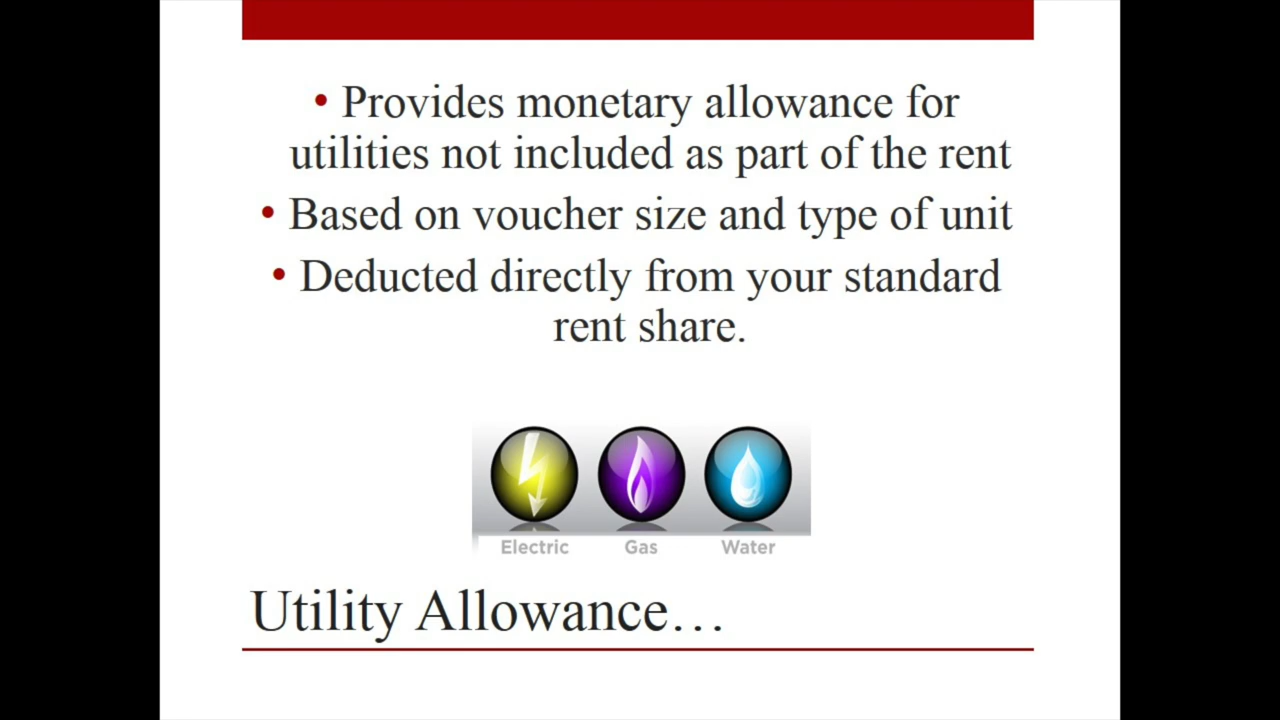 • Provides monetary allowance for
utilities not included as part of the rent
• Based on voucher size and type of unit
• Deducted directly from your standard
rent share.
Electric Gas Water
Utility Allowance…